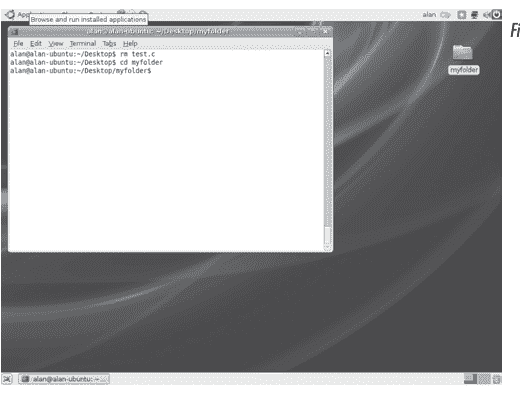 App
alan
Browse and run installed applications
alan@alan-ubuntu: ~/Desktop/myfolder
File Edit View Terminal Tabs Help
alan@alan-ubuntu:~/Desktop$ rm test.c
alan@alan-ubuntu:~/Desktop$ cd myfolder
alan@alan-ubuntu:~/Desktop/myfolder$
myfolder
Fi
alan@alan-ubuntu: ~